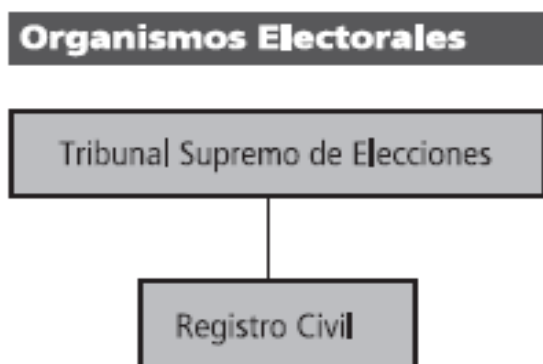 Organismos Electorales
Tribunal Supremo de Elecciones
Registro Civil